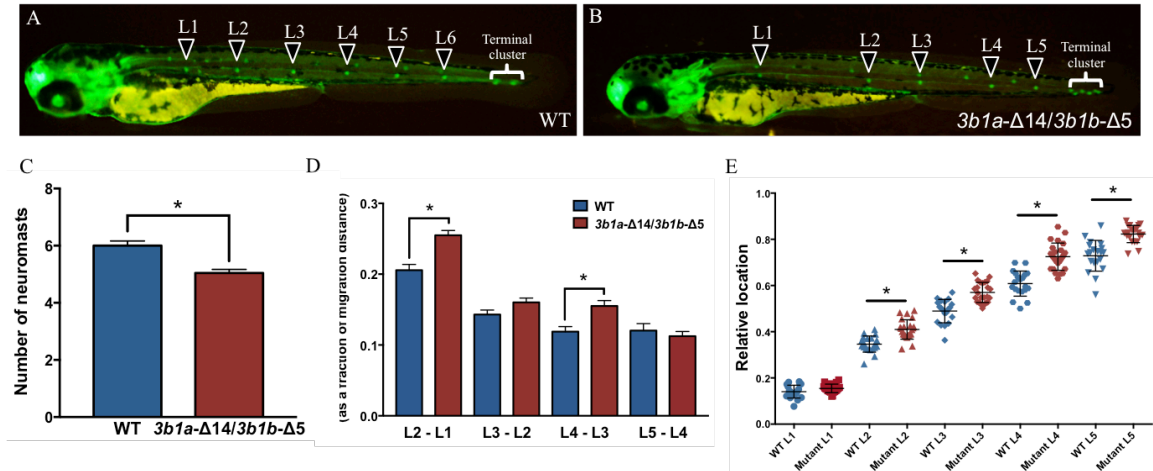 A
L1 L2 L3 L4 L5 L6
Terminal
cluster
WT
B
L1 L2 L3 L4 L5
Terminal
cluster
3b1a-Δ14/3b1b-Δ5
C
Number of neuromasts
8
6
4
2
0
*
WT 3b1a-Δ14/3b1b-Δ5
D
(as a fraction or migration distance)
0.3
0.2
0.1
0.0
* *
WT
3b1a-Δ14/3b1b-Δ5
L2 - L1 L3 - L2 L4 - L3 L5 - L4
E
Relative location
1.0
0.8
0.6
0.4
0.2
0.0
* * * *
WT L1 Mutant L1 WT L2 Mutant L2 WT L3 Mutant L3 WT L4 Mutant L4 WT L5 Mutant L5